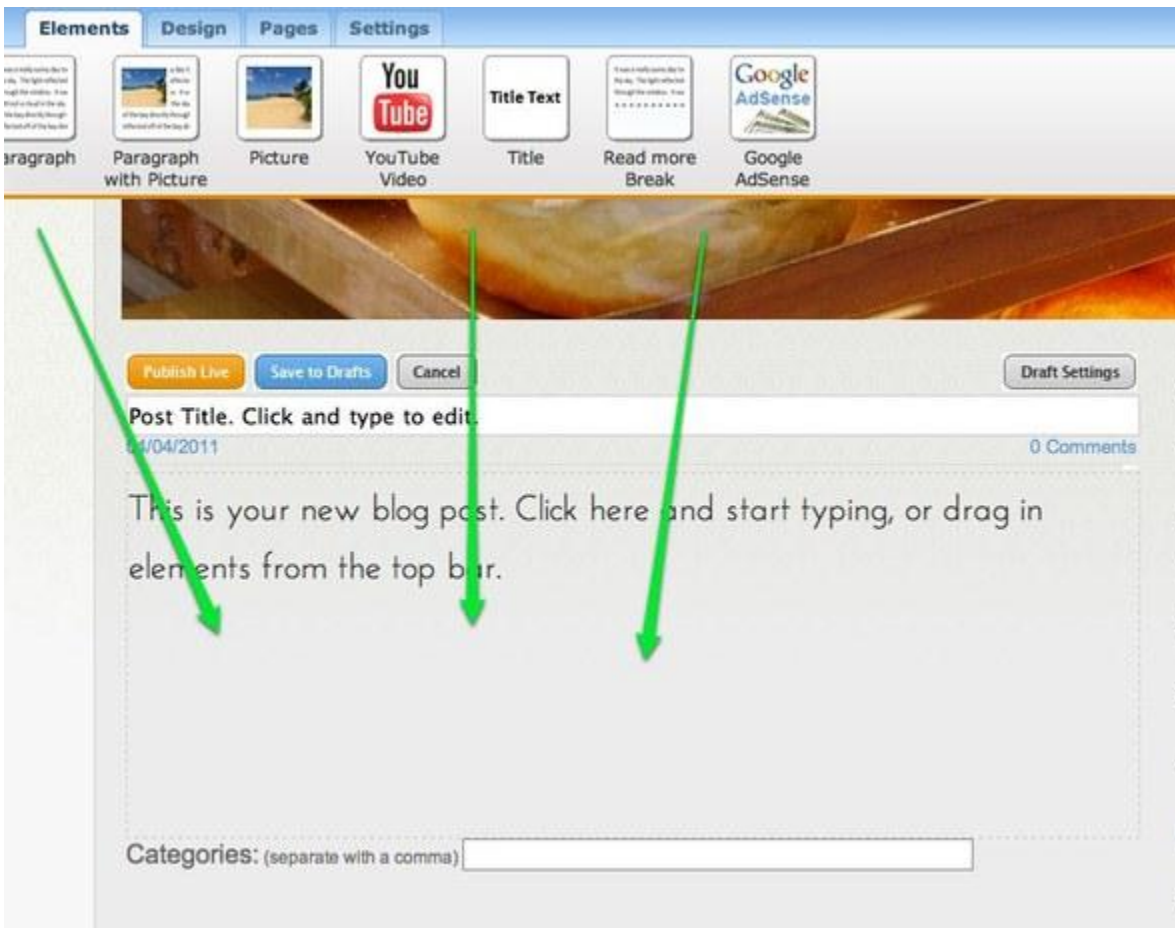 Elements Design Pages Settings
You
Tube
Title Text
Google
AdSense
aragraph
Paragraph
with Picture
Picture
YouTube
Video
Title
Read more
Break
Google
AdSense
Publish Live Save to Drafts Cancel Draft Settings
Post Title. Click and type to edit.
/04/2011 0 Comments
This is your new blog post. Click here and start typing, or drag in
elements from the top bar.
Categories: (separate with a comma)